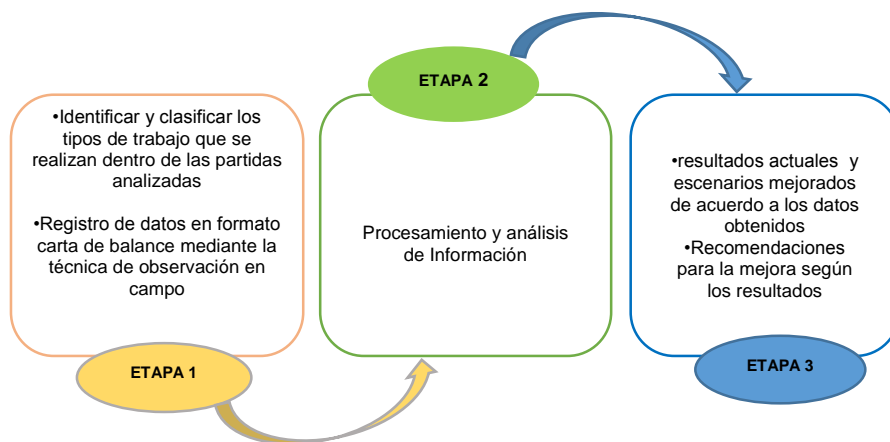 •Identificar y clasificar los
tipos de trabajo que se
realizan dentro de las partidas
analizadas
•Registro de datos en formato
carta de balance mediante la
técnica de observación en
campo
ETAPA 1
ETAPA 2
Procesamiento y análisis
de Información
•resultados actuales y
escenarios mejorados
de acuerdo a los datos
obtenidos
•Recomendaciones
para la mejora según
los resultados
ETAPA 3